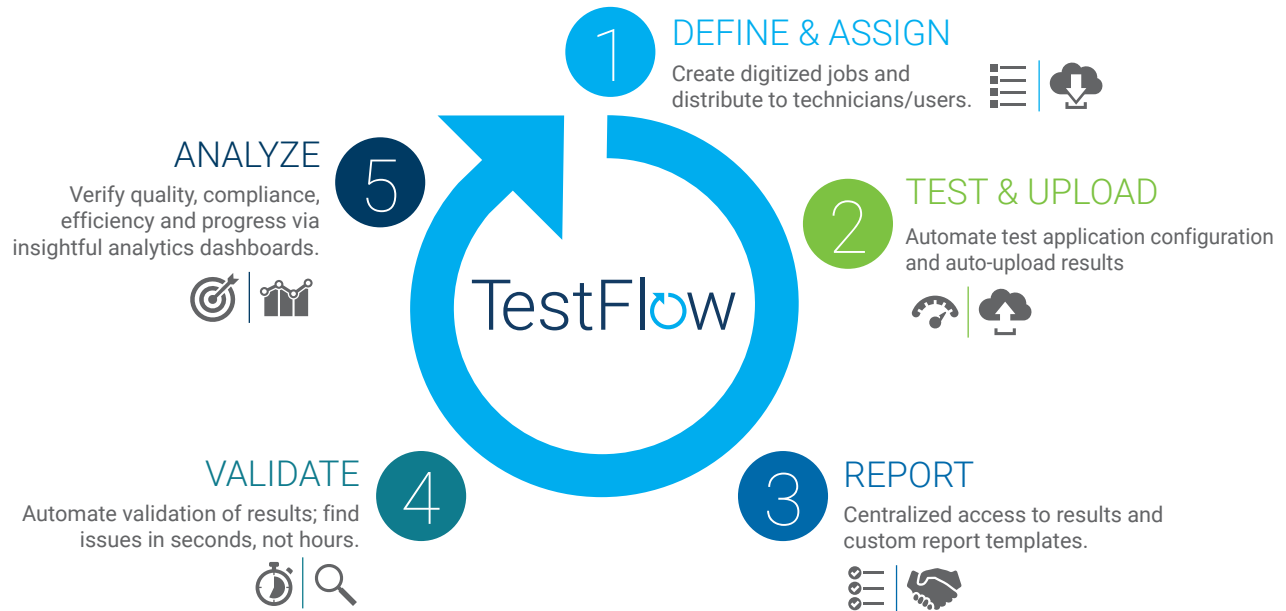 1
DEFINE & ASSIGN
Create digitized jobs and
distribute to technicians/users.
2
TEST & UPLOAD
Automate test application configuration
and auto-upload results
3
REPORT
Centralized access to results and
custom report templates.
4
VALIDATE
Automate validation of results; find
issues in seconds, not hours.
5
ANALYZE
Verify quality, compliance,
efficiency and progress via
insightful analytics dashboards.
TestFlow